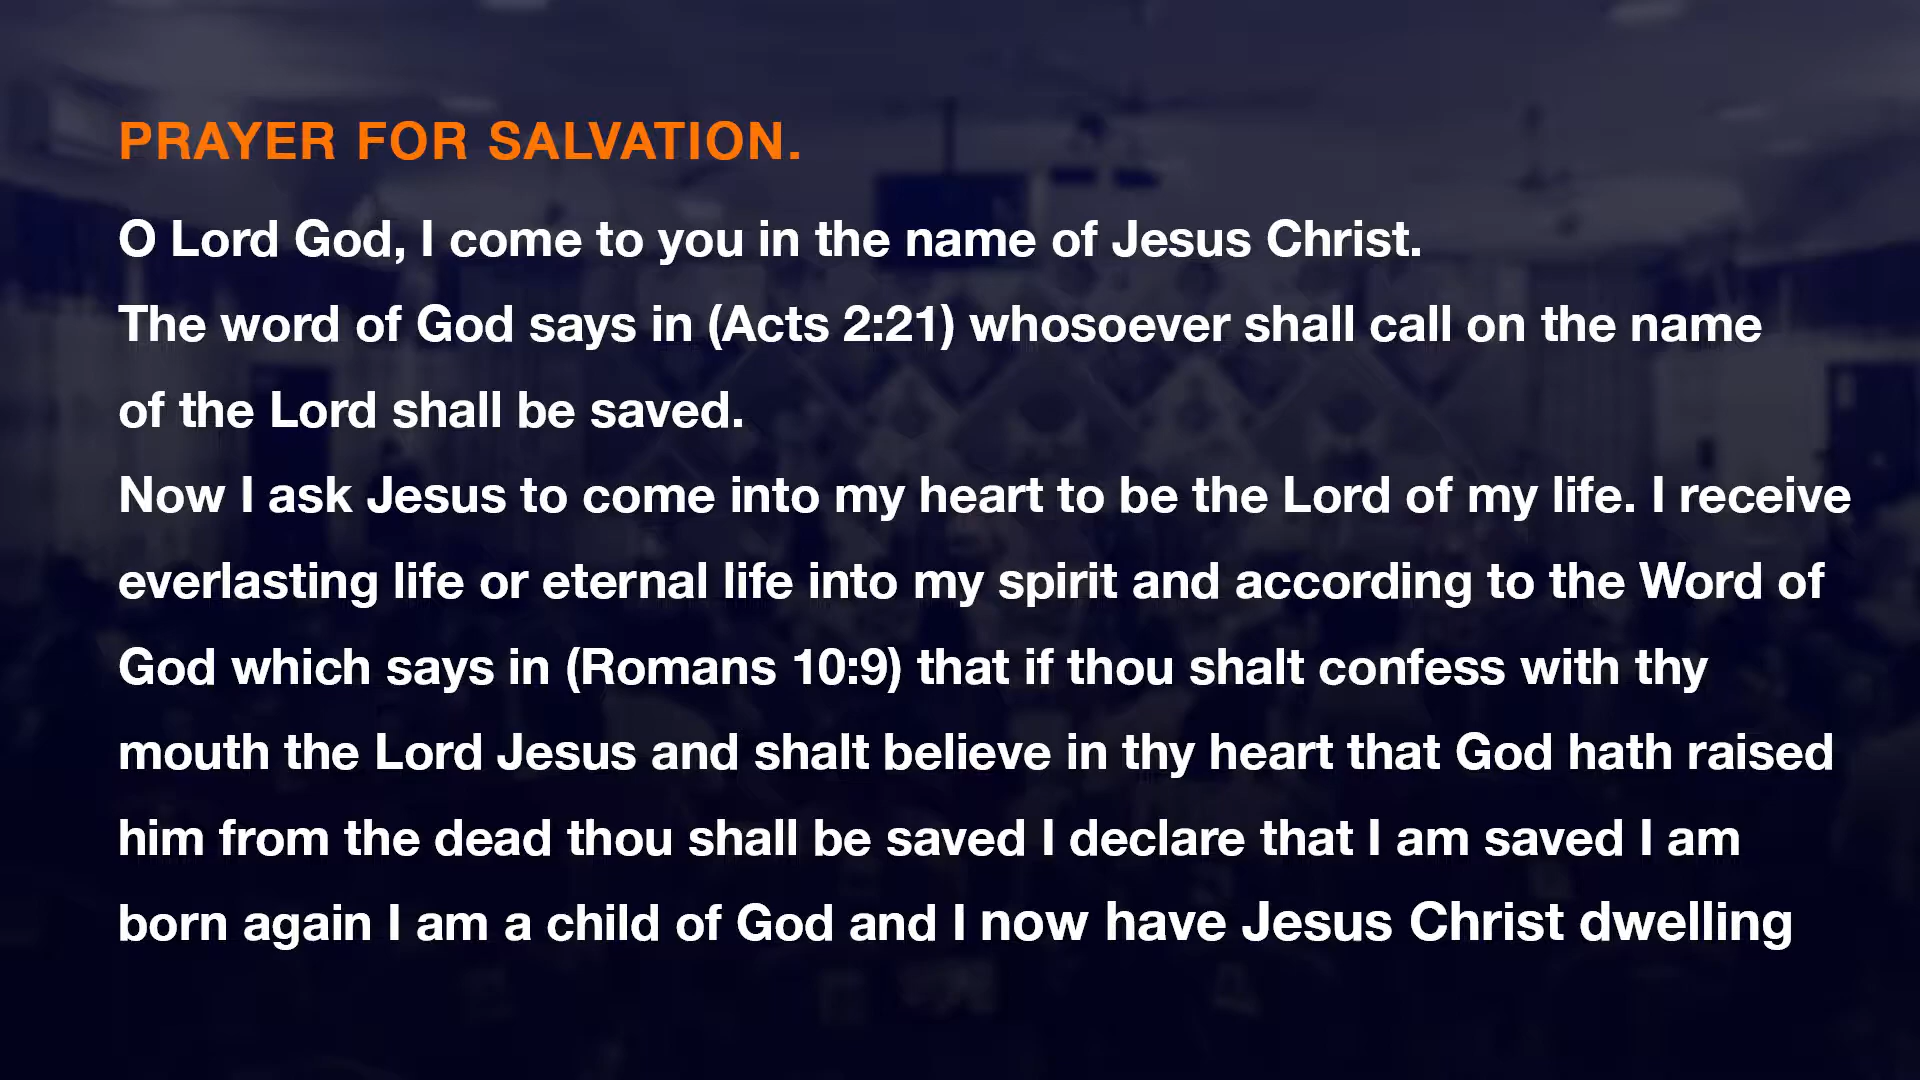 PRAYER FOR SALVATION.
O Lord God, I come to you in the name of Jesus Christ.
The word of God says in (Acts 2:21) whosoever shall call on the name
of the Lord shall be saved.
Now I ask Jesus to come into my heart to be the Lord of my life. I receive
everlasting life or eternal life into my spirit and according to the Word of
God which says in (Romans 10:9) that if thou shalt confess with thy
mouth the Lord Jesus and shalt believe in thy heart that God hath raised
him from the dead thou shall be saved I declare that I am saved I am
born again I am a child of God and I now have Jesus Christ dwelling